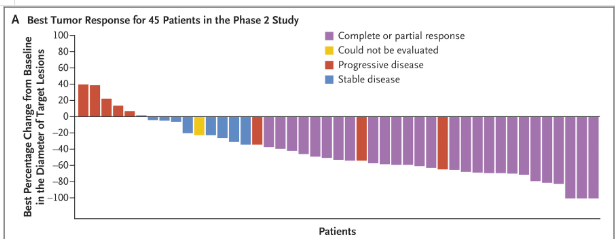 A Best Tumor Response for 45 Patients in the Phase 2 Study
Best Percentage Change from Baseline
in the Diameter of Target Lesions
100
80
60
40
20
0
−20
−40
−60
−80
−100
Complete or partial response
Could not be evaluated
Progressive disease
Stable disease
Patients